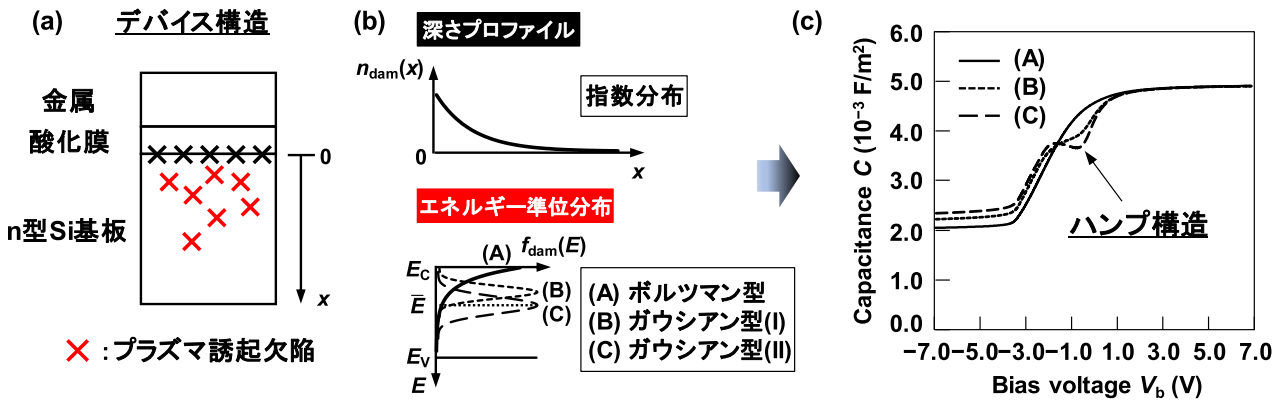 (a) デバイス構造
金属
酸化膜
n型Si基板
0
x
×:プラズマ誘起欠陥
(b)
深さプロファイル
n_dam(x)
指数分布
0
x
エネルギー準位分布
(A) f_dam(E)
E_C
(B)
E̅
(C)
E_V
E
(A) ボルツマン型
(B) ガウシアン型(I)
(C) ガウシアン型(II)
(c)
Capacitance C (10⁻³ F/m²)
6.0
5.0
4.0
3.0
2.0
1.0
0.0
(A)
(B)
(C)
ハンプ構造
−7.0 −5.0 −3.0 −1.0 1.0 3.0 5.0 7.0
Bias voltage V_b (V)